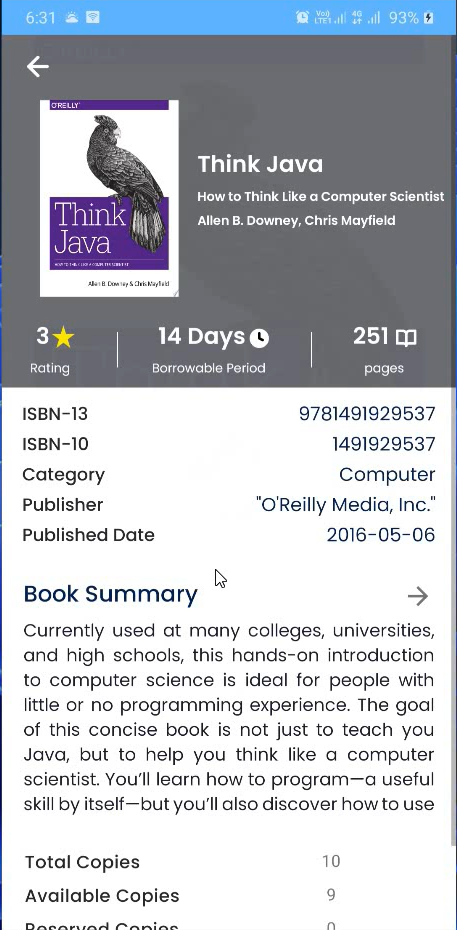 6:31
Vo) 4G 93%
LTE1
Think Java
How to Think Like a Computer Scientist
Allen B. Downey, Chris Mayfield
O'REILLY®
Think
Java
HOW TO THINK LIKE A COMPUTER SCIENTIST
Allen B. Downey & Chris Mayfield
3 14 Days 251
Rating Borrowable Period pages
ISBN-13 9781491929537
ISBN-10 1491929537
Category Computer
Publisher "O'Reilly Media, Inc."
Published Date 2016-05-06
Book Summary
Currently used at many colleges, universities,
and high schools, this hands-on introduction
to computer science is ideal for people with
little or no programming experience. The goal
of this concise book is not just to teach you
Java, but to help you think like a computer
scientist. You’ll learn how to program—a useful
skill by itself—but you’ll also discover how to use
Total Copies 10
Available Copies 9
Reserved Copies 0